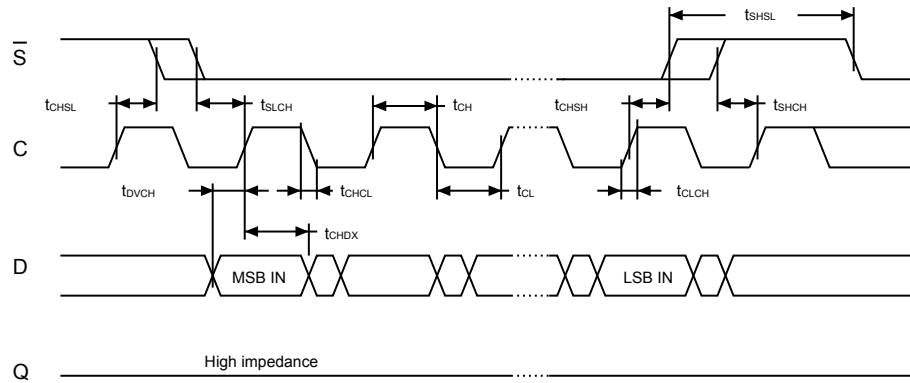 tSHSL
S
tCHSL
tSLCH
tCH
tCHSH
tSHCH
C
tDVCH
tCHCL
tCL
tCLCH
tCHDX
D
MSB IN
LSB IN
High impedance
Q